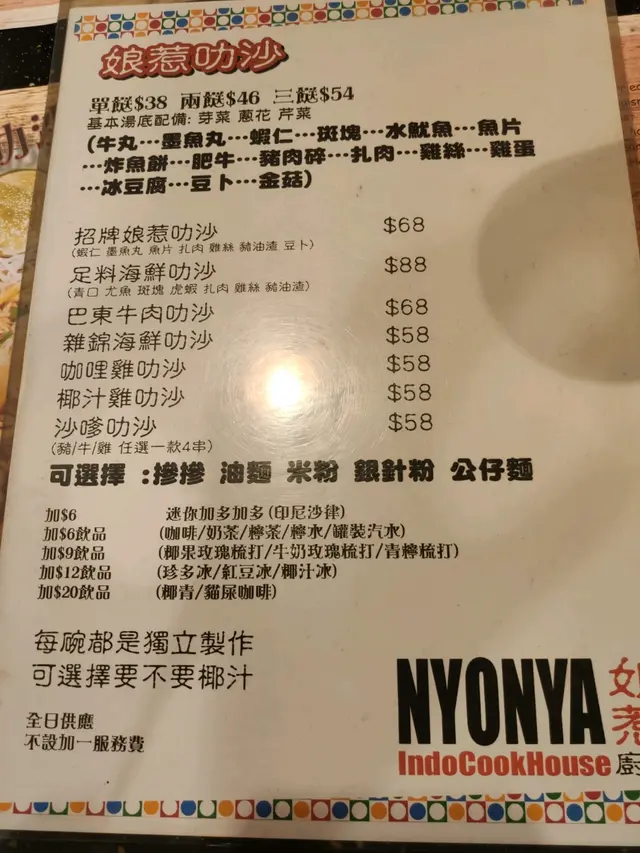 娘惹叻沙
單餸$38 兩餸$46 三餸$54
基本湯底配備: 芽菜 蔥花 芹菜
(牛丸…墨魚丸…蝦仁…斑塊…水魷魚…魚片
…炸魚餅…肥牛…豬肉碎…扎肉…雞絲…雞蛋
…冰豆腐…豆卜…金菇)
招牌娘惹叻沙 $68
(蝦仁 墨魚丸 魚片 扎肉 雞絲 豬油渣 豆卜)
足料海鮮叻沙 $88
(青口 尤魚 斑塊 虎蝦 扎肉 雞絲 豬油渣)
巴東牛肉叻沙 $68
雜錦海鮮叻沙 $58
咖哩雞叻沙 $58
椰汁雞叻沙 $58
沙嗲叻沙 $58
(豬/牛/雞 任選一款4串)
可選擇 :摻摻 油麵 米粉 銀針粉 公仔麵
加$6 迷你加多加多(印尼沙律)
加$6飲品 (咖啡/奶茶/檸茶/檸水/罐裝汽水)
加$9飲品 (椰果玫瑰梳打/牛奶玫瑰梳打/青檸梳打)
加$12飲品 (珍多冰/紅豆冰/椰汁冰)
加$20飲品 (椰青/貓屎咖啡)
每碗都是獨立製作
可選擇要不要椰汁
全日供應
不設加一服務費
NYONYA 娘惹
IndoCookHouse 廚